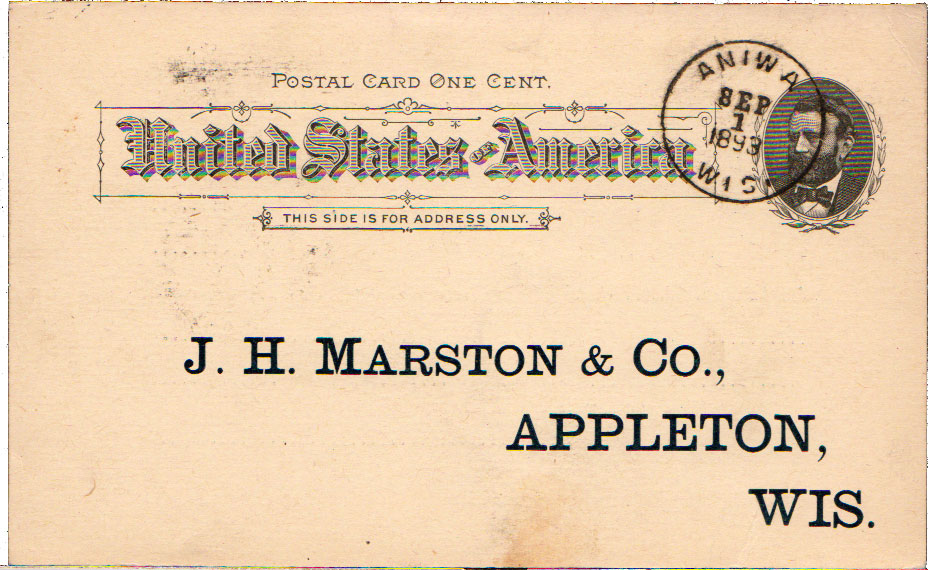 POSTAL CARD ONE CENT.
United States of America
THIS SIDE IS FOR ADDRESS ONLY.
ANIWA
SEP
1
1893
WIS.
J. H. MARSTON & CO.,
APPLETON,
WIS.